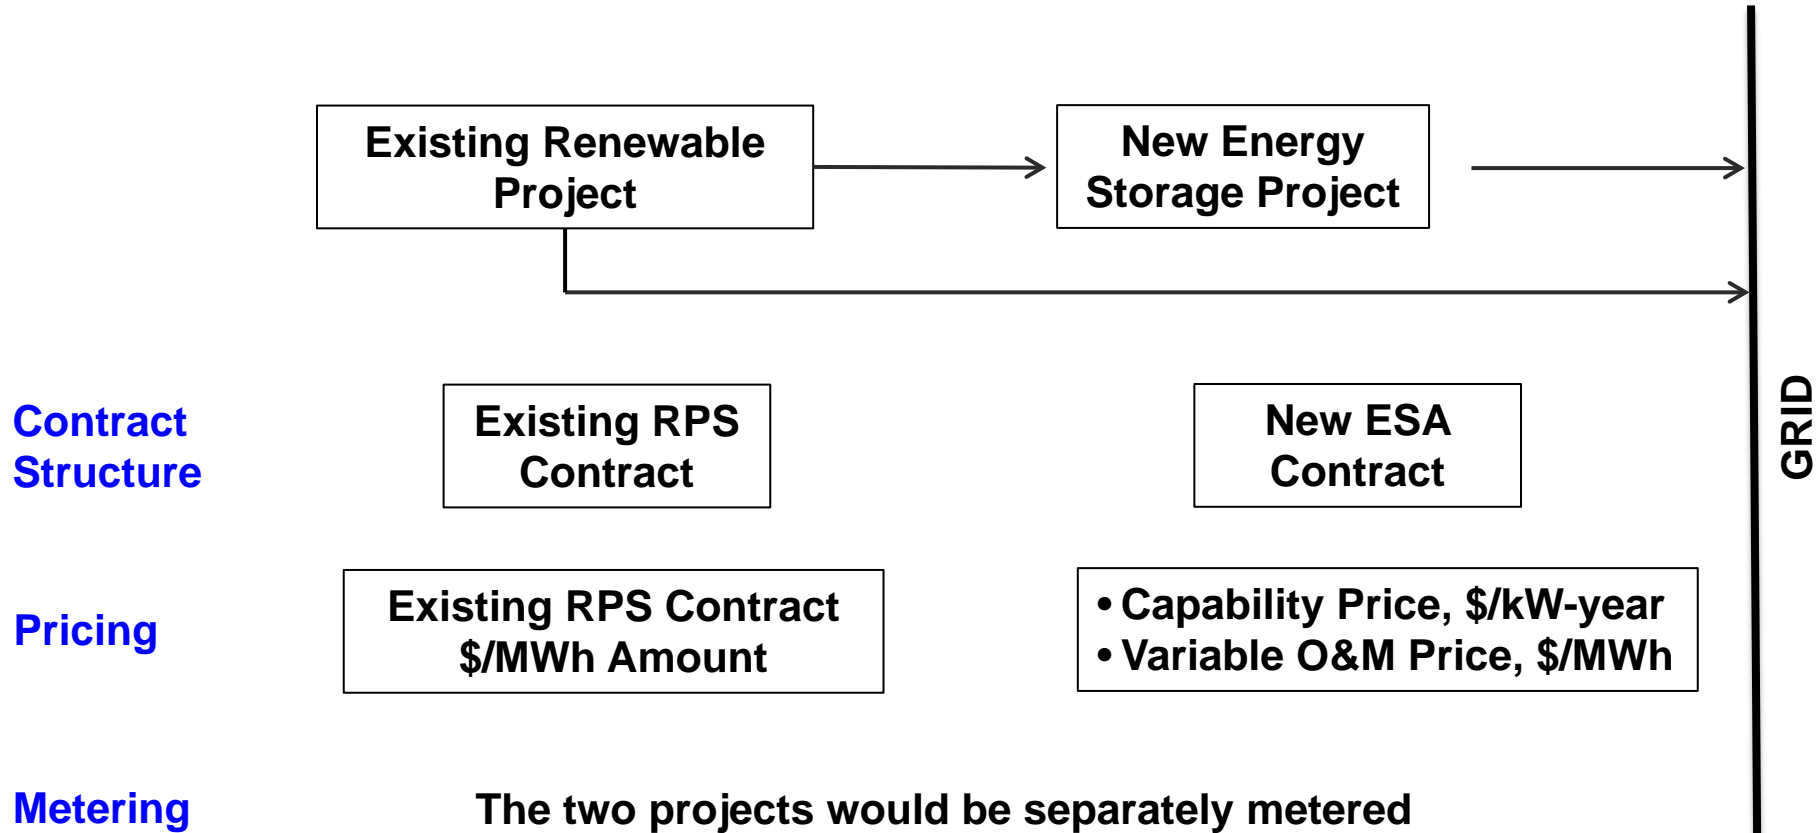 Existing Renewable
Project
New Energy
Storage Project
Contract
Structure
Existing RPS
Contract
New ESA
Contract
GRID
Pricing
Existing RPS Contract
$/MWh Amount
• Capability Price, $/kW-year
• Variable O&M Price, $/MWh
Metering
The two projects would be separately metered